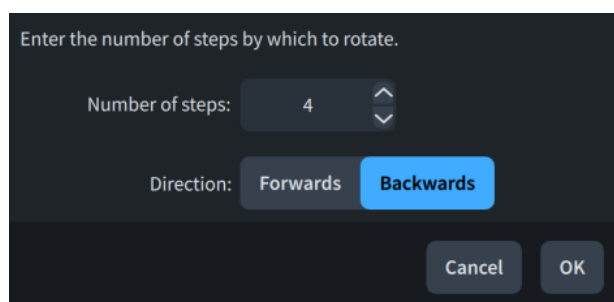 Enter the number of steps by which to rotate.
Number of steps: 4
Direction: Forwards Backwards
Cancel OK